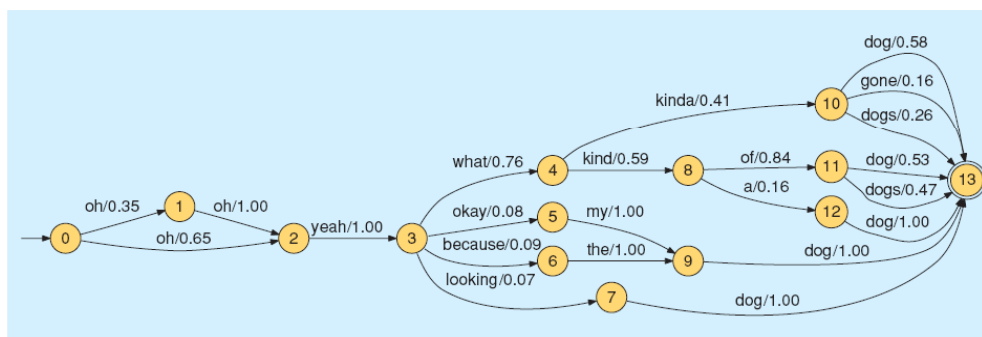 dog/0.58
gone/0.16
kinda/0.41
10
dogs/0.26
what/0.76
4
kind/0.59
8
of/0.84
11
dog/0.53
13
a/0.16
dogs/0.47
oh/0.35
1
oh/1.00
okay/0.08
5
my/1.00
12
dog/1.00
0
oh/0.65
2
yeah/1.00
3
because/0.09
6
the/1.00
9
dog/1.00
looking/0.07
7
dog/1.00